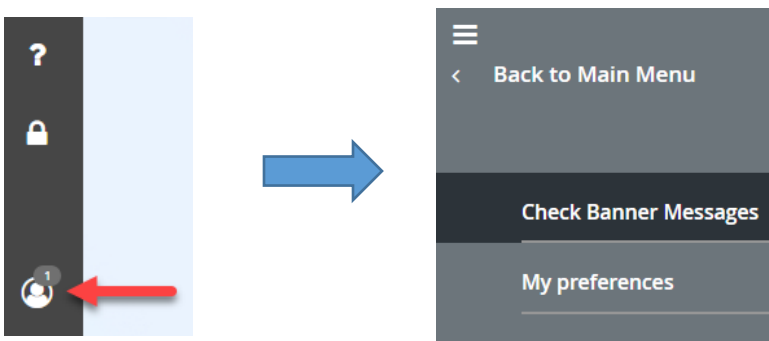 ?
1
< Back to Main Menu
Check Banner Messages
My preferences